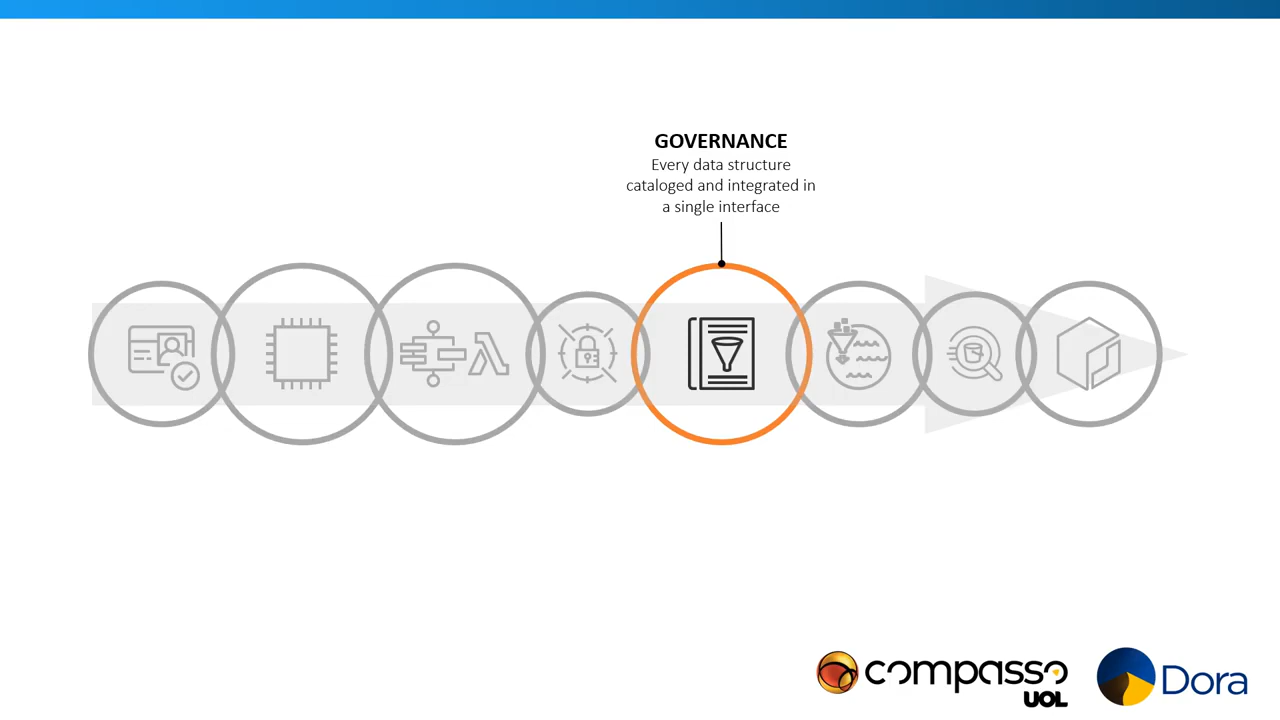 GOVERNANCE
Every data structure
cataloged and integrated in
a single interface
compasso
UOL
Dora